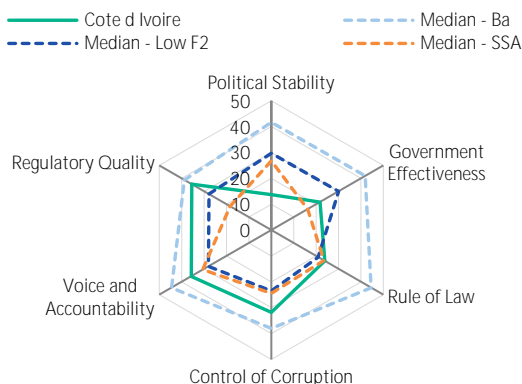 Cote d Ivoire
Median - Ba
Median - Low F2
Median - SSA
Political Stability
50
40
30
20
10
0
Government
Effectiveness
Rule of Law
Control of Corruption
Voice and
Accountability
Regulatory Quality